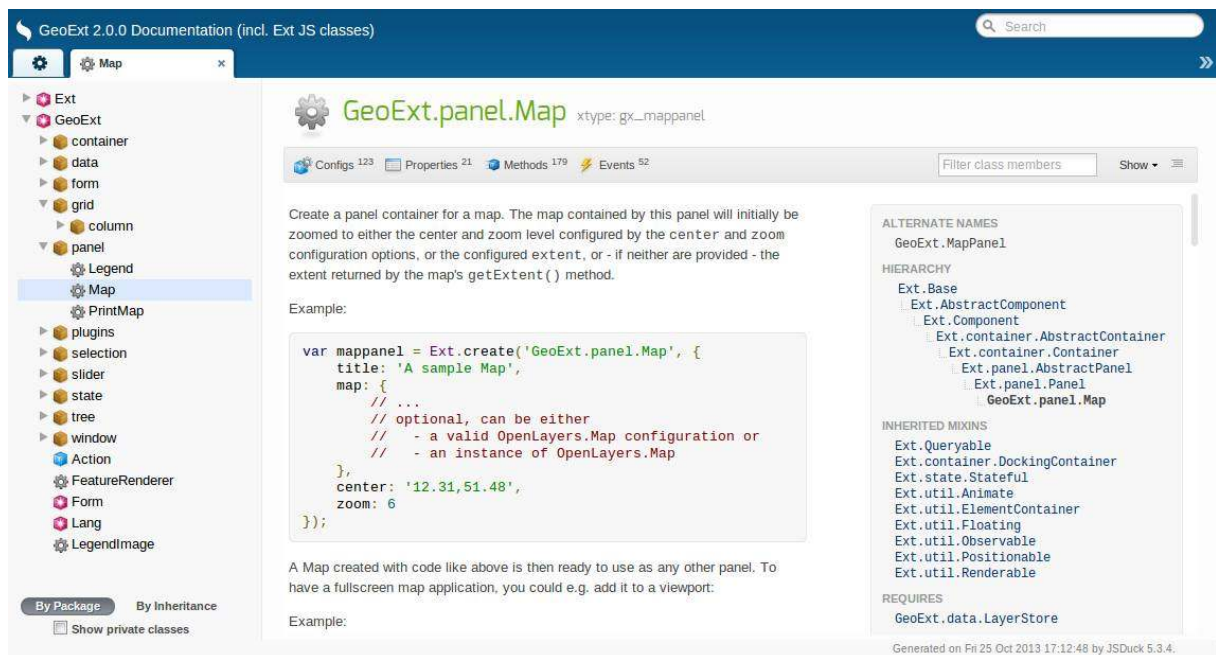 GeoExt 2.0.0 Documentation (incl. Ext JS classes)
Search
Map
×
»
Ext
GeoExt
container
data
form
grid
column
panel
Legend
Map
PrintMap
plugins
selection
slider
state
tree
window
Action
FeatureRenderer
Form
Lang
LegendImage
By Package By Inheritance
Show private classes
GeoExt.panel.Map xtype: gx_mappanel
Configs 123 Properties 21 Methods 179 Events 52
Filter class members
Show
Create a panel container for a map. The map contained by this panel will initially be
zoomed to either the center and zoom level configured by the center and zoom
configuration options, or the configured extent, or - if neither are provided - the
extent returned by the map's getExtent() method.
Example:
var mappanel = Ext.create('GeoExt.panel.Map', {
    title: 'A sample Map',
    map: {
        // ...
        // optional, can be either
        //   - a valid OpenLayers.Map configuration or
        //   - an instance of OpenLayers.Map
    },
    center: '12.31,51.48',
    zoom: 6
});
A Map created with code like above is then ready to use as any other panel. To
have a fullscreen map application, you could e.g. add it to a viewport:
Example:
ALTERNATE NAMES
GeoExt.MapPanel
HIERARCHY
Ext.Base
Ext.AbstractComponent
Ext.Component
Ext.container.AbstractContainer
Ext.container.Container
Ext.panel.AbstractPanel
Ext.panel.Panel
GeoExt.panel.Map
INHERITED MIXINS
Ext.Queryable
Ext.container.DockingContainer
Ext.state.Stateful
Ext.util.Animate
Ext.util.ElementContainer
Ext.util.Floating
Ext.util.Observable
Ext.util.Positionable
Ext.util.Renderable
REQUIRES
GeoExt.data.LayerStore
Generated on Fri 25 Oct 2013 17:12:48 by JSDuck 5.3.4.